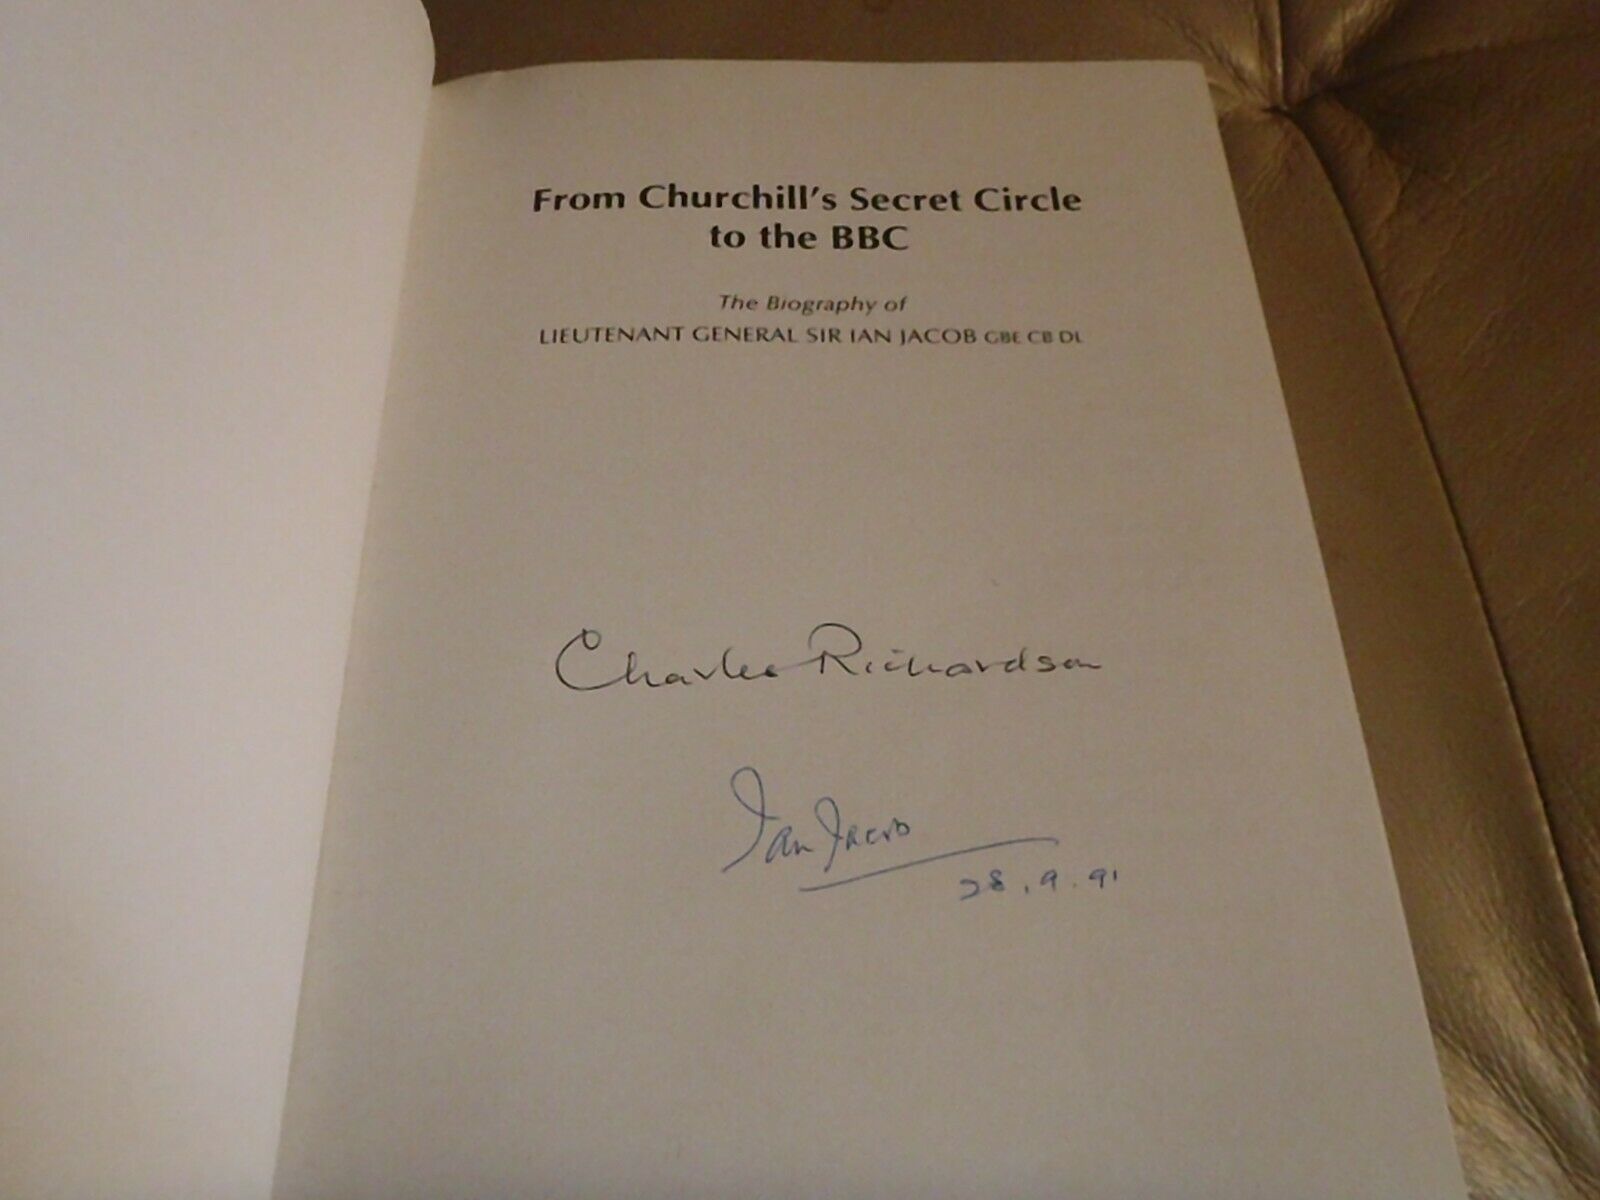 From Churchill's Secret Circle
to the BBC
The Biography of
LIEUTENANT GENERAL SIR IAN JACOB GBE CB DL
Charles Richardson
Ian Jacob
28.9.91